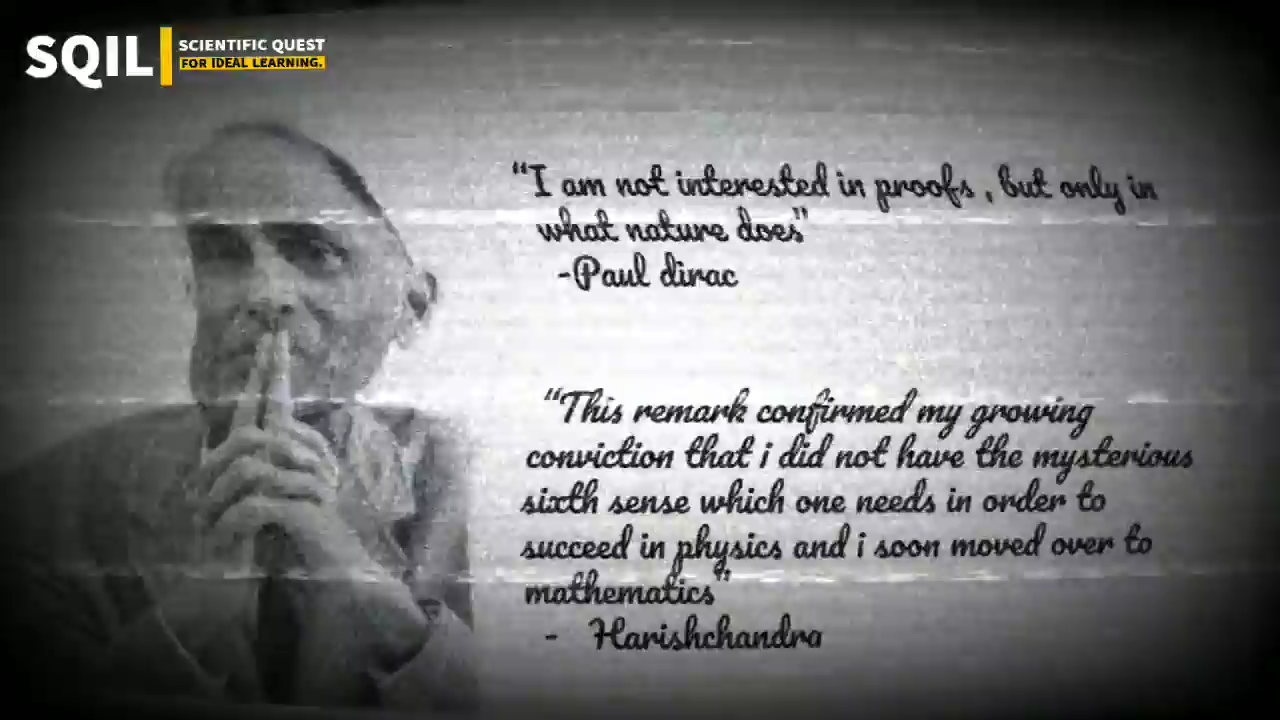 SQIL
SCIENTIFIC QUEST
FOR IDEAL LEARNING.
“I am not interested in proofs , but only in
what nature does”
-Paul dirac
“This remark confirmed my growing
conviction that i did not have the mysterious
sixth sense which one needs in order to
succeed in physics and i soon moved over to
mathematics”
- Harishchandra